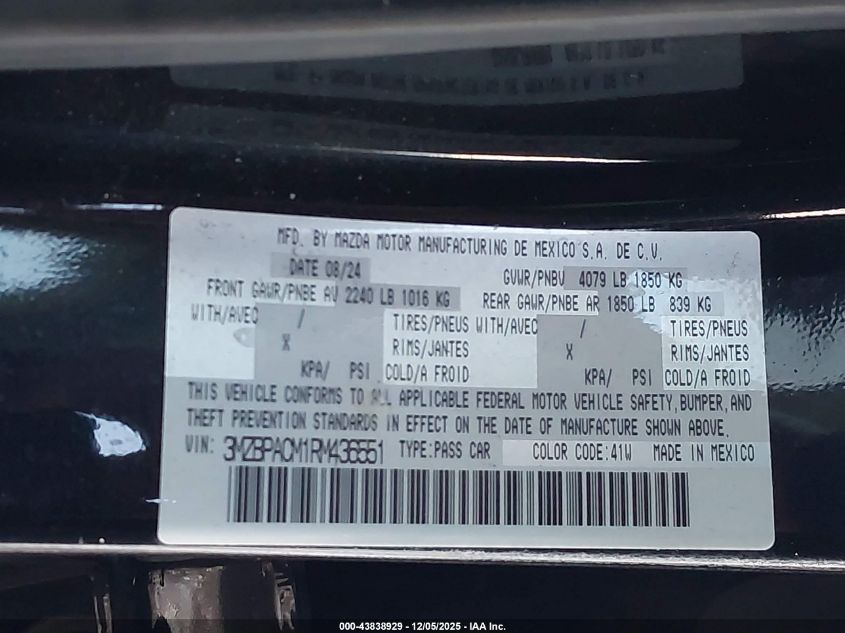 MFD. BY MAZDA MOTOR MANUFACTURING DE MEXICO S.A. DE C.V.
DATE 08/24 GVWR/PNBV 4079 LB 1850 KG
FRONT GAWR/PNBE AV 2240 LB 1016 KG REAR GAWR/PNBE AR 1850 LB 839 KG
WITH/AVEC / TIRES/PNEUS WITH/AVEC / TIRES/PNEUS
X RIMS/JANTES X RIMS/JANTES
KPA/ PSI COLD/A FROID KPA/ PSI COLD/A FROID
THIS VEHICLE CONFORMS TO ALL APPLICABLE FEDERAL MOTOR VEHICLE SAFETY, BUMPER, AND
THEFT PREVENTION STANDARDS IN EFFECT ON THE DATE OF MANUFACTURE SHOWN ABOVE.
VIN: 3MZBPACM1RM436551 TYPE:PASS CAR COLOR CODE:41W MADE IN MEXICO
000-43838929 - 12/05/2025 - IAA Inc.